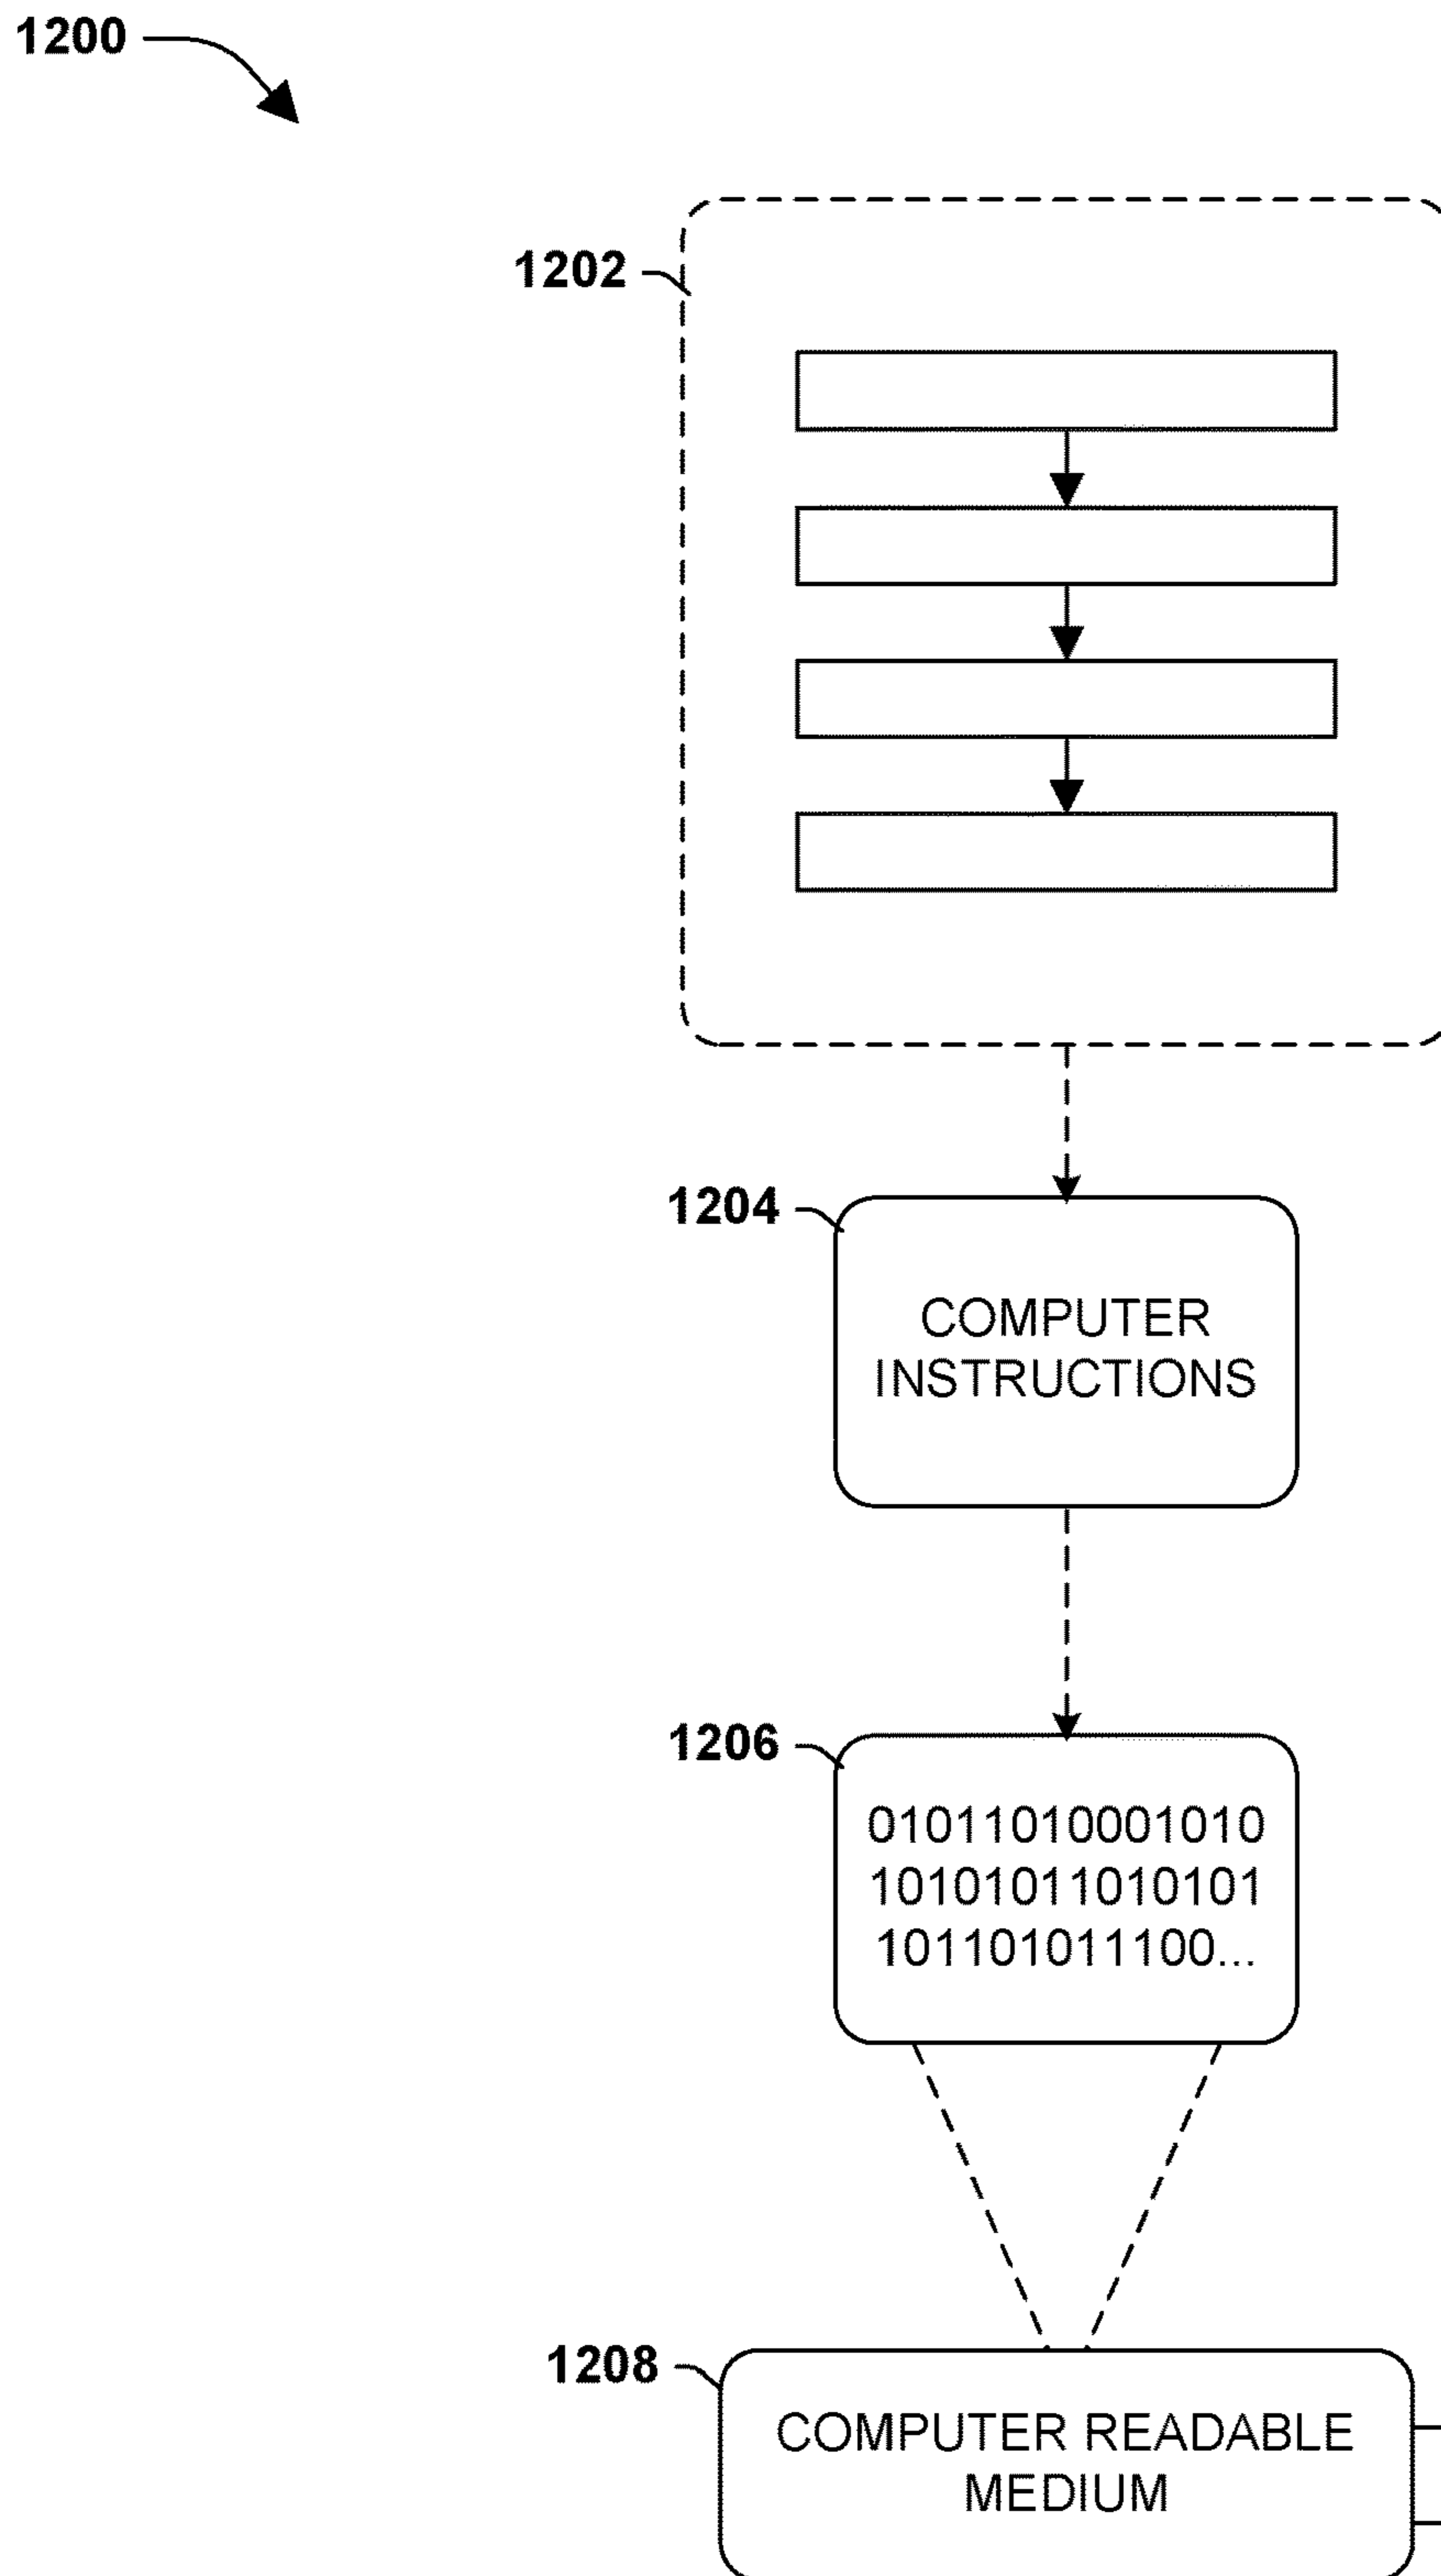 1200
1202
1204
COMPUTER
INSTRUCTIONS
1206
01011010001010
10101011010101
101101011100...
1208
COMPUTER READABLE
MEDIUM